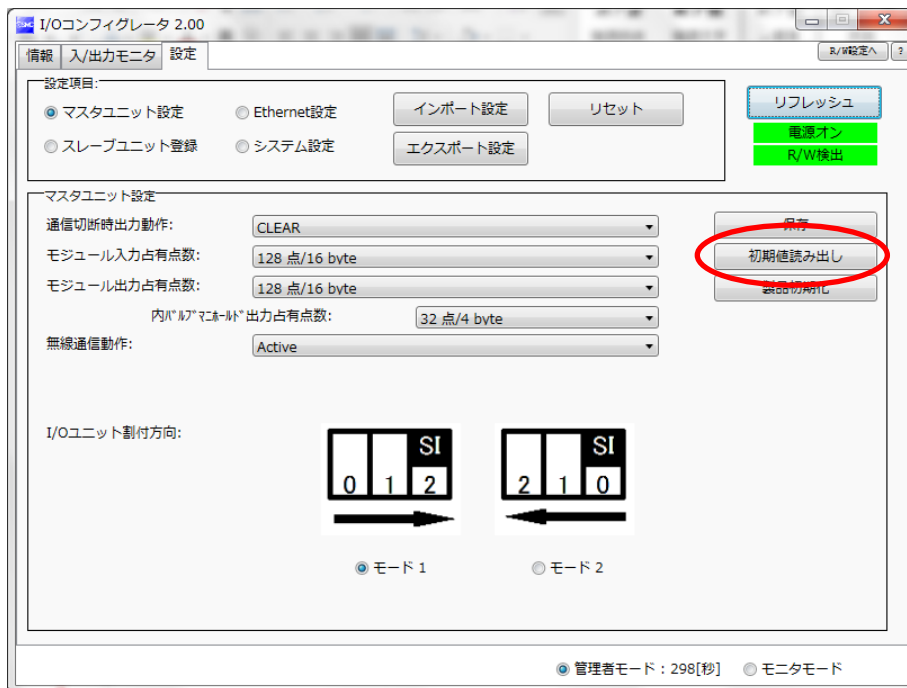 I/Oコンフィグレータ 2.00
情報 入/出力モニタ 設定 R/W設定へ ?
設定項目:
マスタユニット設定 Ethernet設定 インポート設定 リセット リフレッシュ
スレーブユニット登録 システム設定 エクスポート設定 電源オン
R/W検出
マスタユニット設定
通信切断時出力動作: CLEAR 保存
モジュール入力占有点数: 128 点/16 byte 初期値読み出し
モジュール出力占有点数: 128 点/16 byte 製品初期化
内バルブマニホールド出力占有点数: 32 点/4 byte
無線通信動作: Active
I/Oユニット割付方向:
SI SI
0 1 2 2 1 0
モード 1 モード 2
管理者モード : 298[秒] モニタモード